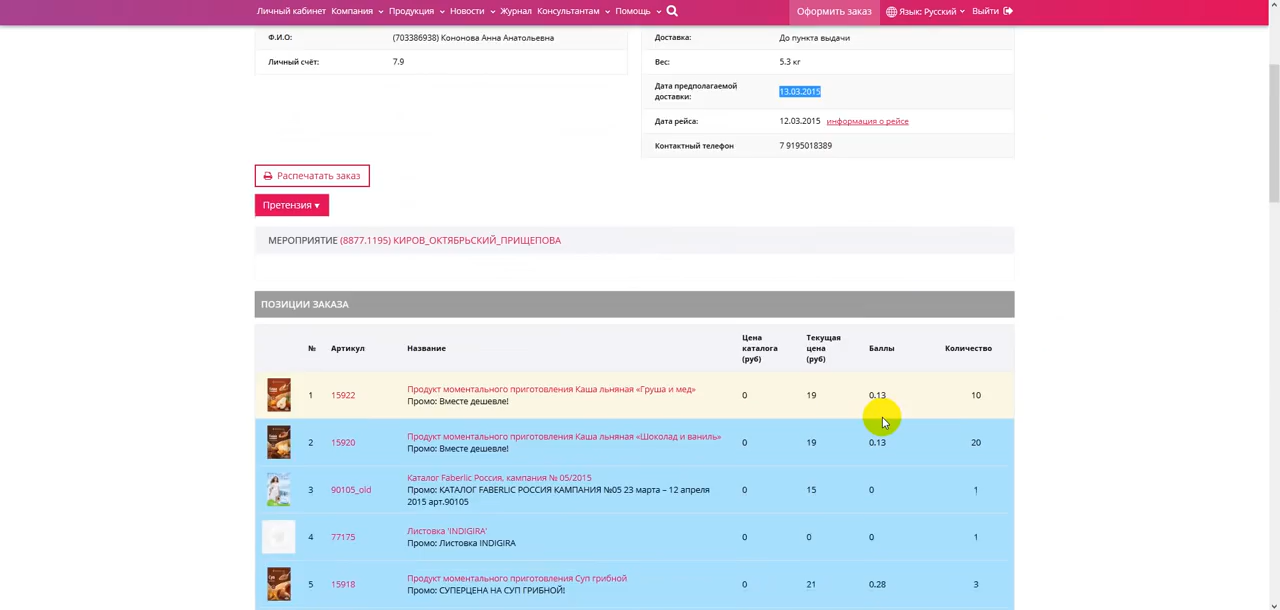 Личный кабинет Компания Продукция Новости Журнал Консультантам Помощь Оформить заказ Язык: Русский Выйти
Ф.И.О: (703386938) Кононова Анна Анатольевна
Личный счёт: 7.9
Доставка: До пункта выдачи
Вес: 5.3 кг
Дата предполагаемой
доставки: 13.03.2015
Дата рейса: 12.03.2015 информация о рейсе
Контактный телефон 7 9195018389
Распечатать заказ
Претензия ▾
МЕРОПРИЯТИЕ (8877.1195) КИРОВ_ОКТЯБРЬСКИЙ_ПРИЩЕПОВА
ПОЗИЦИИ ЗАКАЗА
№ Артикул Название Цена каталога (руб) Текущая цена (руб) Баллы Количество
1 15922 Продукт моментального приготовления Каша льняная «Груша и мед» 0 19 0.13 10
Промо: Вместе дешевле!
2 15920 Продукт моментального приготовления Каша льняная «Шоколад и ваниль» 0 19 0.13 20
Промо: Вместе дешевле!
3 90105_old Каталог Faberlic Россия, кампания № 05/2015 0 15 0 1
Промо: КАТАЛОГ FABERLIC РОССИЯ КАМПАНИЯ №05 23 марта – 12 апреля
2015 арт.90105
4 77175 Листовка 'INDIGIRA' 0 0 0 1
Промо: Листовка INDIGIRA
5 15918 Продукт моментального приготовления Суп грибной 0 21 0.28 3
Промо: СУПЕРЦЕНА НА СУП ГРИБНОЙ!